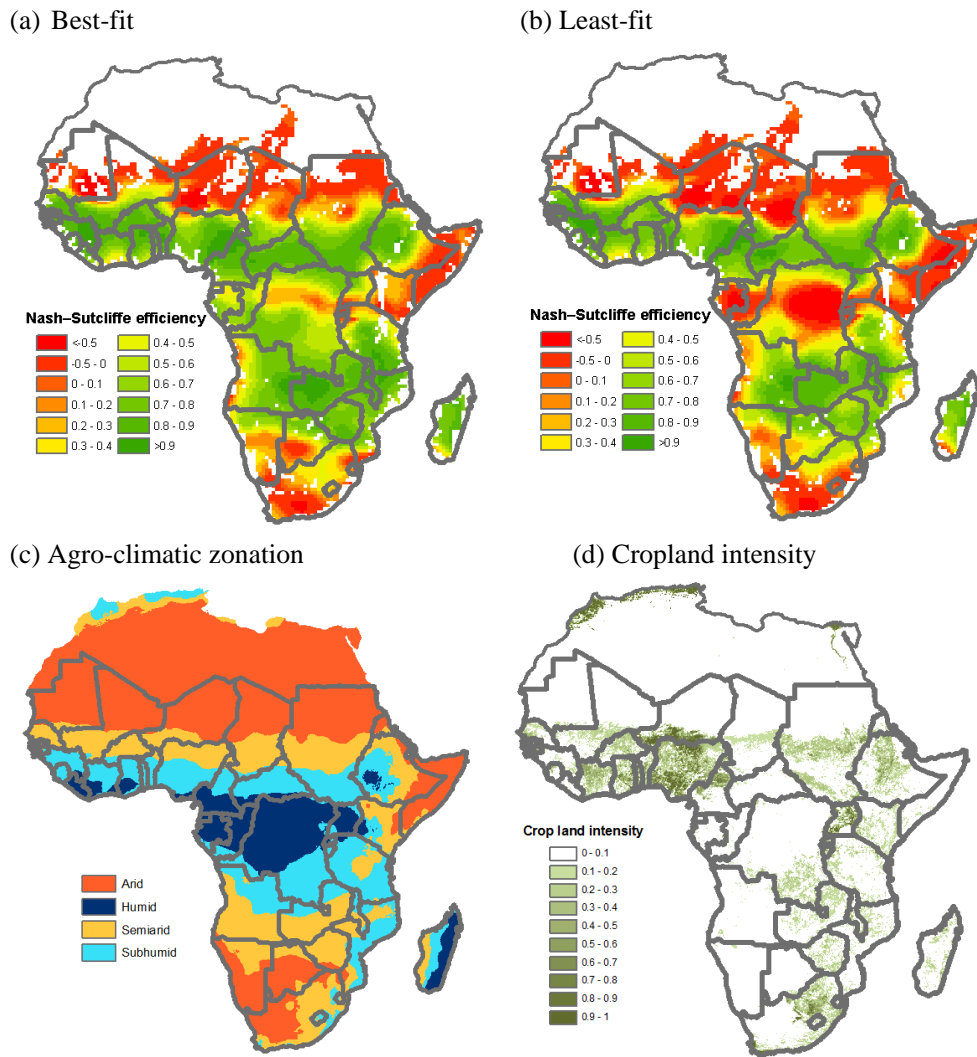 (a) Best-fit
(b) Least-fit
Nash–Sutcliffe efficiency
<-0.5 0.4 - 0.5
-0.5 - 0 0.5 - 0.6
0 - 0.1 0.6 - 0.7
0.1 - 0.2 0.7 - 0.8
0.2 - 0.3 0.8 - 0.9
0.3 - 0.4 >0.9
Nash–Sutcliffe efficiency
<-0.5 0.4 - 0.5
-0.5 - 0 0.5 - 0.6
0 - 0.1 0.6 - 0.7
0.1 - 0.2 0.7 - 0.8
0.2 - 0.3 0.8 - 0.9
0.3 - 0.4 >0.9
(c) Agro-climatic zonation
(d) Cropland intensity
Arid
Humid
Semiarid
Subhumid
Crop land intensity
0 - 0.1
0.1 - 0.2
0.2 - 0.3
0.3 - 0.4
0.4 - 0.5
0.5 - 0.6
0.6 - 0.7
0.7 - 0.8
0.8 - 0.9
0.9 - 1